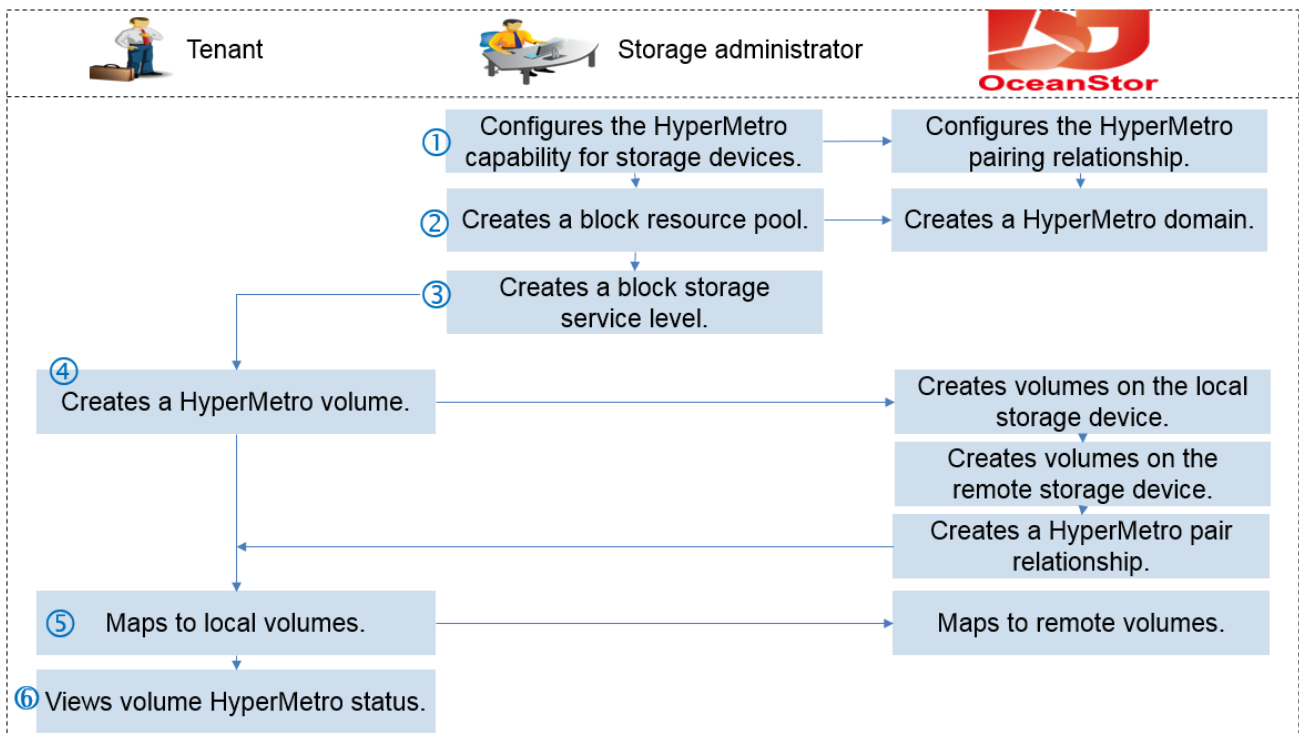 Tenant
Storage administrator
OceanStor
① Configures the HyperMetro
capability for storage devices.
Configures the HyperMetro
pairing relationship.
② Creates a block resource pool.
Creates a HyperMetro domain.
③ Creates a block storage
service level.
④
Creates a HyperMetro volume.
Creates volumes on the local
storage device.
Creates volumes on the
remote storage device.
Creates a HyperMetro pair
relationship.
⑤ Maps to local volumes.
Maps to remote volumes.
⑥ Views volume HyperMetro status.